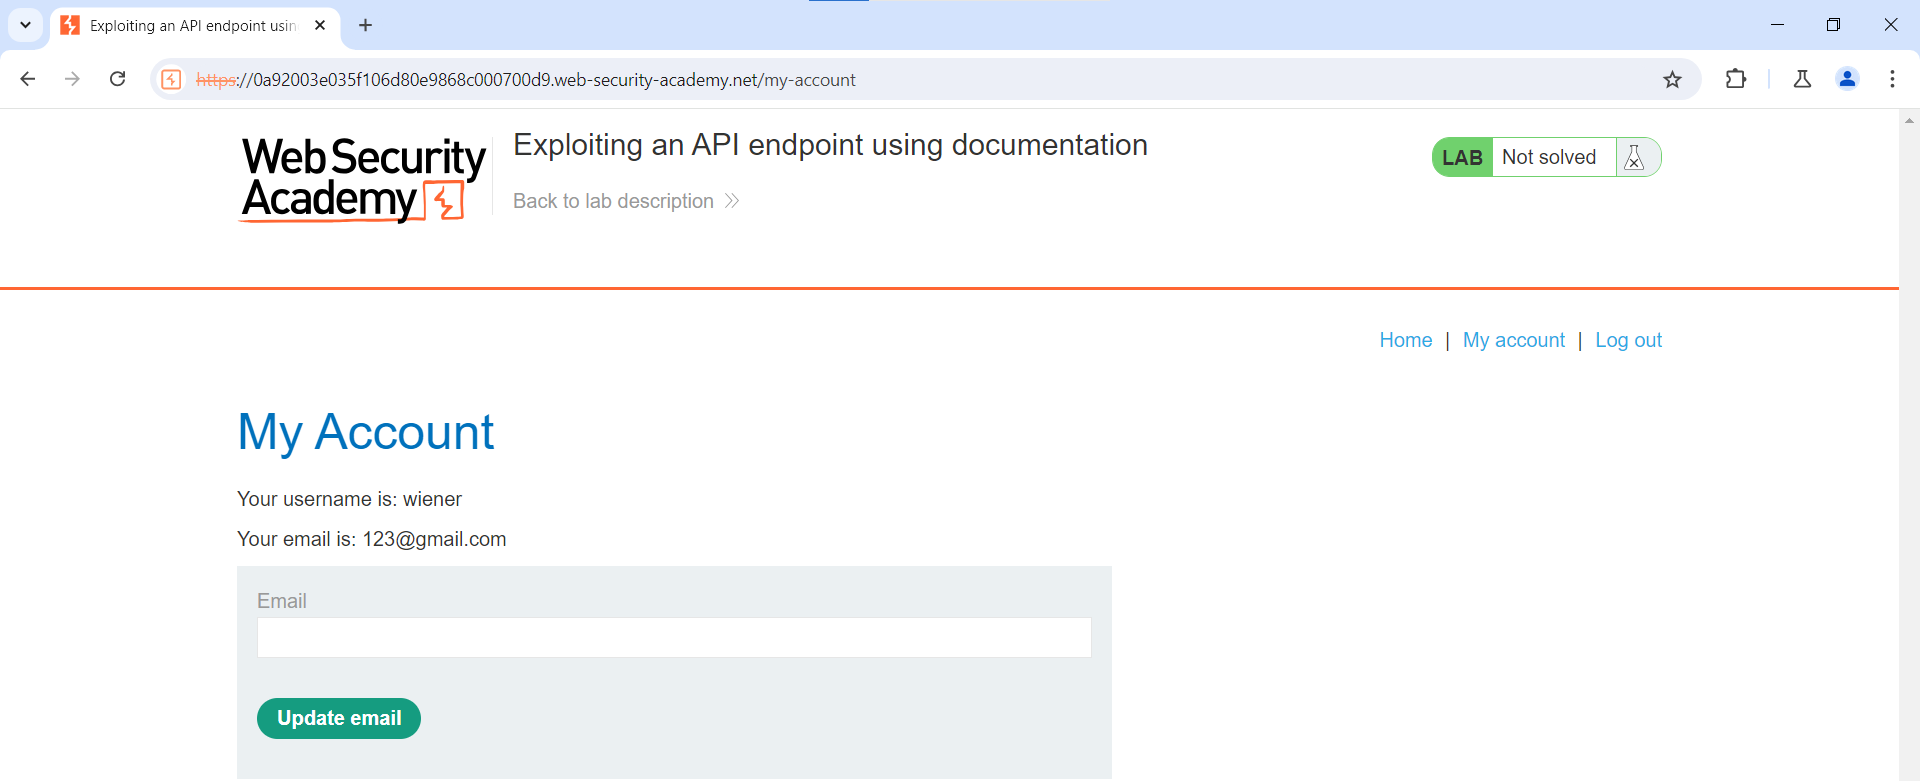 Exploiting an API endpoint usin
https://0a92003e035f106d80e9868c000700d9.web-security-academy.net/my-account
Web Security
Academy
Exploiting an API endpoint using documentation
Back to lab description
LAB Not solved
Home | My account | Log out
My Account
Your username is: wiener
Your email is: 123@gmail.com
Email
Update email